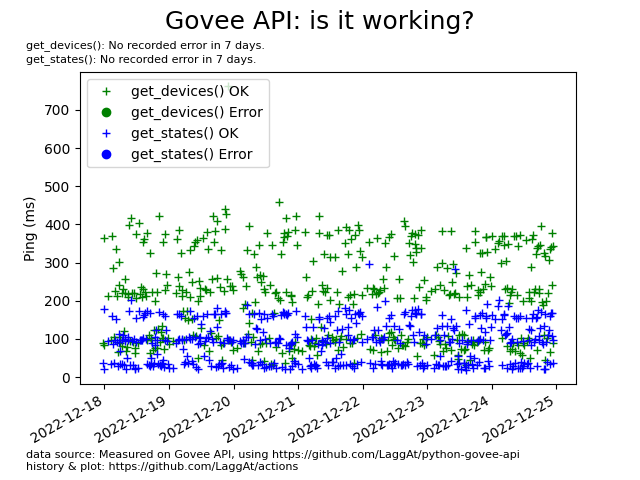 Govee API: is it working?
get_devices(): No recorded error in 7 days.
get_states(): No recorded error in 7 days.
get_devices() OK
get_devices() Error
get_states() OK
get_states() Error
Ping (ms)
700
600
500
400
300
200
100
0
2022-12-18
2022-12-19
2022-12-20
2022-12-21
2022-12-22
2022-12-23
2022-12-24
2022-12-25
data source: Measured on Govee API, using https://github.com/LaggAt/python-govee-api
history & plot: https://github.com/LaggAt/actions